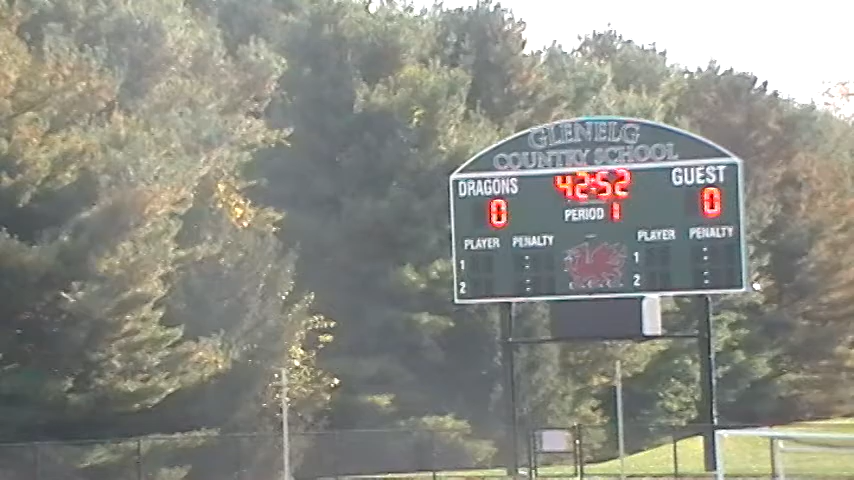 GLENELG
COUNTRY SCHOOL
DRAGONS 42:52 GUEST
0 PERIOD 1 0
PLAYER PENALTY PLAYER PENALTY
1 : 1 :
2 : 2 :